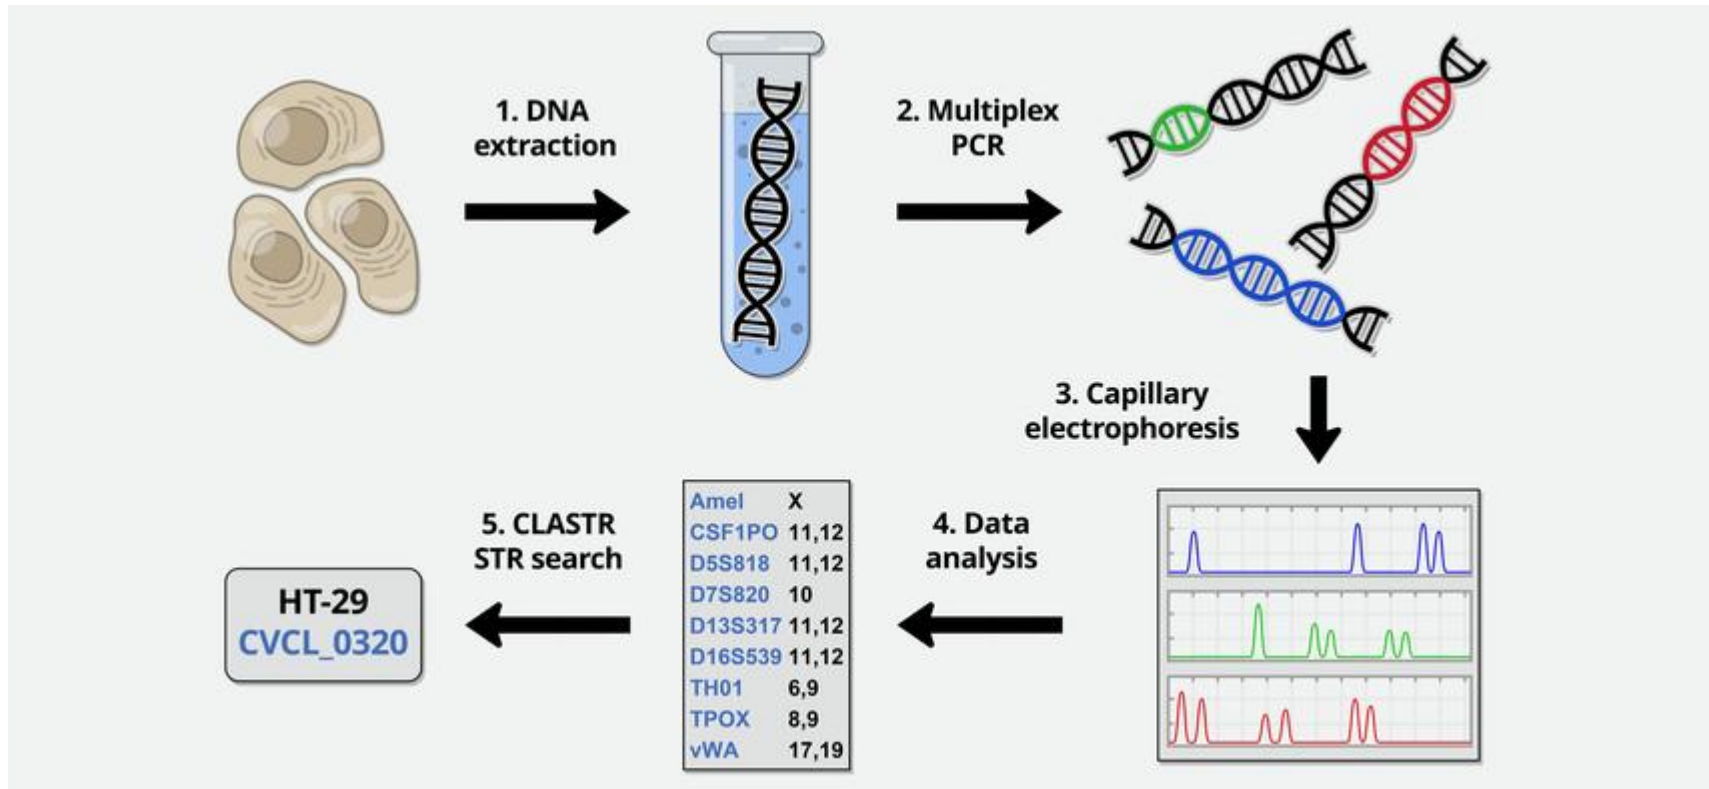 1. DNA
extraction
2. Multiplex
PCR
3. Capillary
electrophoresis
4. Data
analysis
Amel X
CSF1PO 11,12
D5S818 11,12
D7S820 10
D13S317 11,12
D16S539 11,12
TH01 6,9
TPOX 8,9
vWA 17,19
5. CLASTR
STR search
HT-29
CVCL_0320